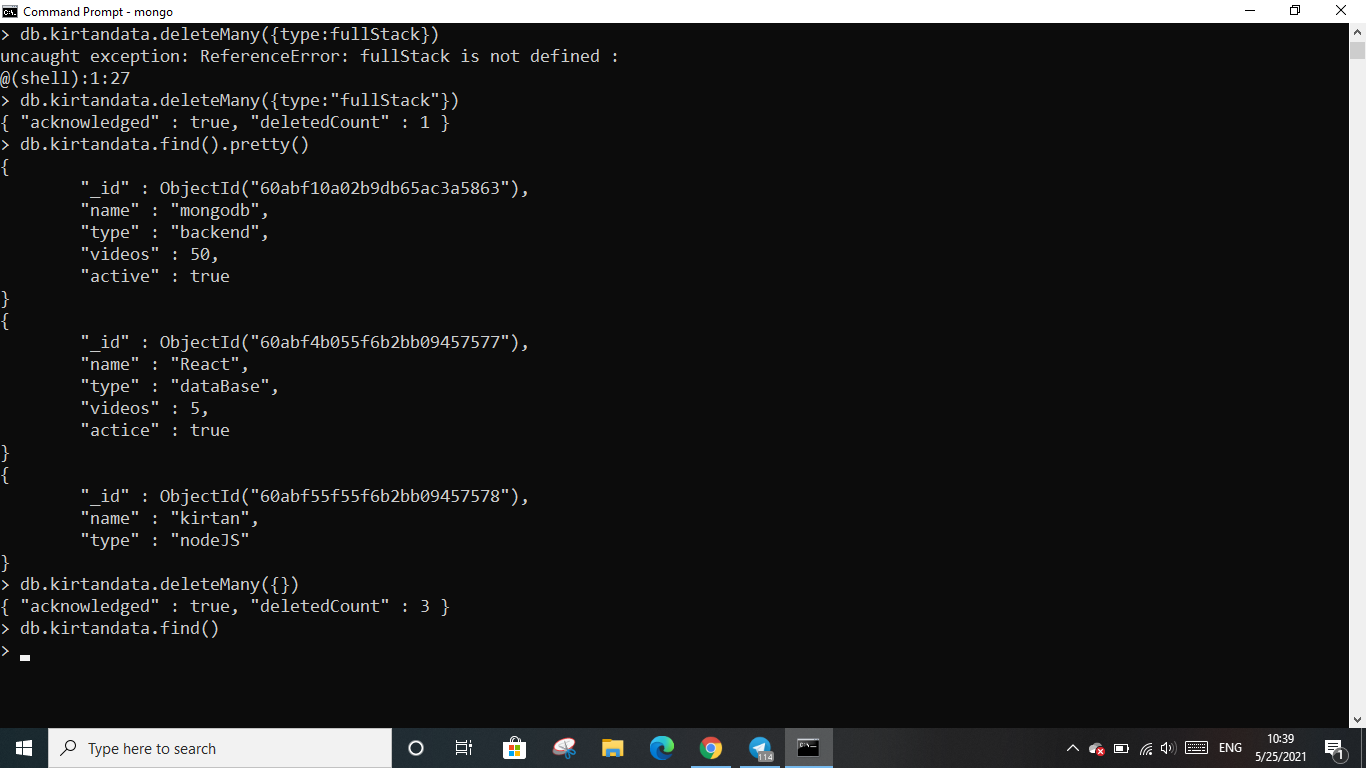 Command Prompt - mongo
> db.kirtandata.deleteMany({type:fullStack})
uncaught exception: ReferenceError: fullStack is not defined :
@(shell):1:27
> db.kirtandata.deleteMany({type:"fullStack"})
{ "acknowledged" : true, "deletedCount" : 1 }
> db.kirtandata.find().pretty()
{
        "_id" : ObjectId("60abf10a02b9db65ac3a5863"),
        "name" : "mongodb",
        "type" : "backend",
        "videos" : 50,
        "active" : true
}
{
        "_id" : ObjectId("60abf4b055f6b2bb09457577"),
        "name" : "React",
        "type" : "dataBase",
        "videos" : 5,
        "actice" : true
}
{
        "_id" : ObjectId("60abf55f55f6b2bb09457578"),
        "name" : "kirtan",
        "type" : "nodeJS"
}
> db.kirtandata.deleteMany({})
{ "acknowledged" : true, "deletedCount" : 3 }
> db.kirtandata.find()
>
Type here to search
114
ENG
10:39
5/25/2021
1